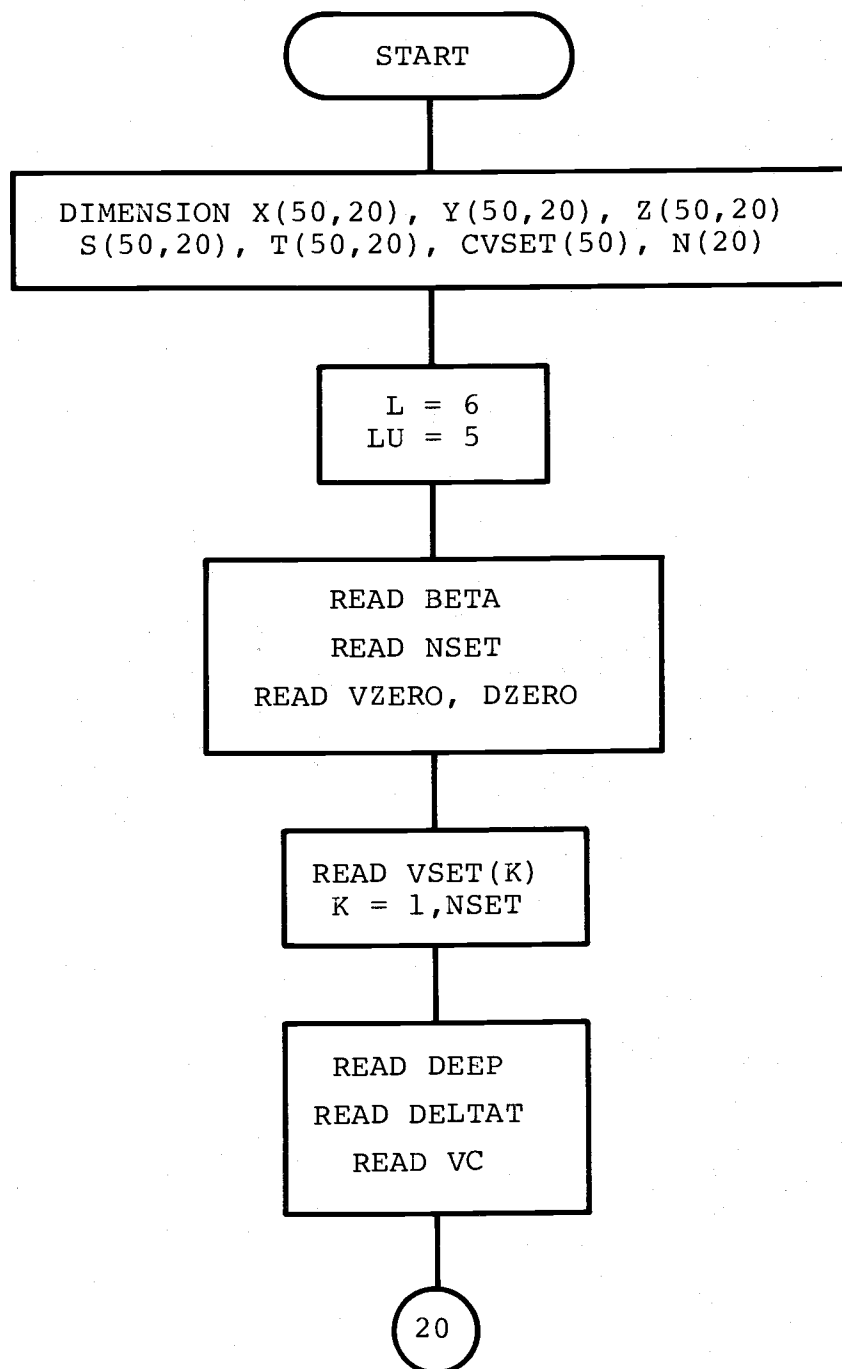 START
DIMENSION X(50,20), Y(50,20), Z(50,20)
S(50,20), T(50,20), CVSET(50), N(20)
L = 6
LU = 5
READ BETA
READ NSET
READ VZERO, DZERO
READ VSET(K)
K = 1,NSET
READ DEEP
READ DELTAT
READ VC
20